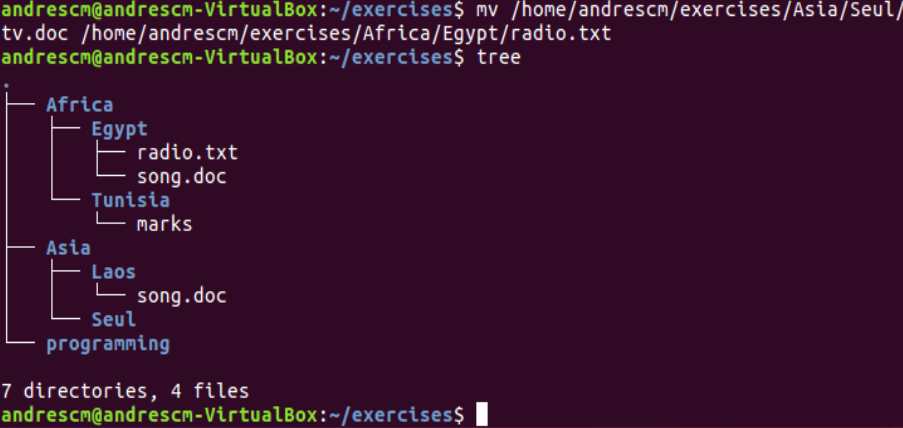 andrescm@andrescm-VirtualBox:~/exercises$ mv /home/andrescm/exercises/Asia/Seul/
tv.doc /home/andrescm/exercises/Africa/Egypt/radio.txt
andrescm@andrescm-VirtualBox:~/exercises$ tree
.
├── Africa
│   ├── Egypt
│   │   ├── radio.txt
│   │   └── song.doc
│   └── Tunisia
│       └── marks
├── Asia
│   ├── Laos
│   │   └── song.doc
│   └── Seul
└── programming

7 directories, 4 files
andrescm@andrescm-VirtualBox:~/exercises$